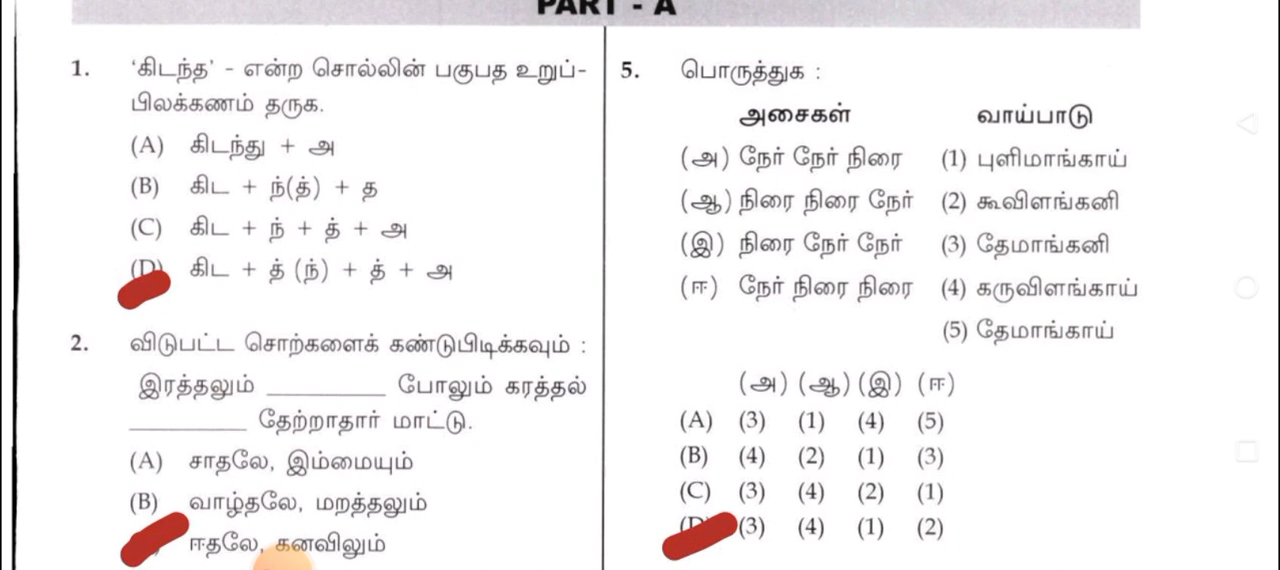 PART - A
1. ‘கிடந்த’ - என்ற சொல்லின் பகுபத உறுப்-
பிலக்கணம் தருக.
(A) கிடந்து + அ
(B) கிட + ந்(த்) + த
(C) கிட + ந் + த் + அ
(D) கிட + த் (ந்) + த் + அ
2. விடுபட்ட சொற்களைக் கண்டுபிடிக்கவும் :
இரத்தலும் __________ போலும் கரத்தல்
__________ தேற்றாதார் மாட்டு.
(A) சாதலே, இம்மையும்
(B) வாழ்தலே, மறத்தலும்
ஈதலே, கனவிலும்
5. பொருத்துக :
அசைகள் வாய்பாடு
(அ) நேர் நேர் நிரை (1) புளிமாங்காய்
(ஆ) நிரை நிரை நேர் (2) கூவிளங்கனி
(இ) நிரை நேர் நேர் (3) தேமாங்கனி
(ஈ) நேர் நிரை நிரை (4) கருவிளங்காய்
(5) தேமாங்காய்
(அ) (ஆ) (இ) (ஈ)
(A) (3) (1) (4) (5)
(B) (4) (2) (1) (3)
(C) (3) (4) (2) (1)
(D) (3) (4) (1) (2)